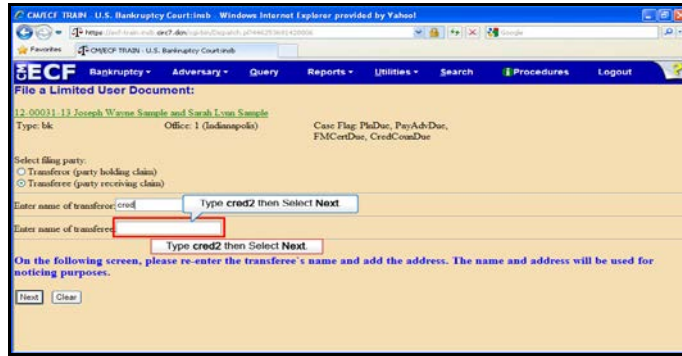 CM/ECF TRAIN - U.S. Bankruptcy Court:insb - Windows Internet Explorer provided by Yahoo!
Google
Favorites CM/ECF TRAIN - U.S. Bankruptcy Court:insb
ECF Bankruptcy Adversary Query Reports Utilities Search Procedures Logout
File a Limited User Document:
12-00031-13 Joseph Wayne Sample and Sarah Lynn Sample
Type: bk Office: 1 (Indianapolis) Case Flag: PlnDue, PayAdvDue,
FMCertDue, CredCounDue
Select filing party:
Transferor (party holding claim)
Transferee (party receiving claim)
Enter name of transferor: cred Type cred2 then Select Next.
Enter name of transferee:
Type cred2 then Select Next.
On the following screen, please re-enter the transferee's name and add the address. The name and address will be used for
noticing purposes.
Next Clear